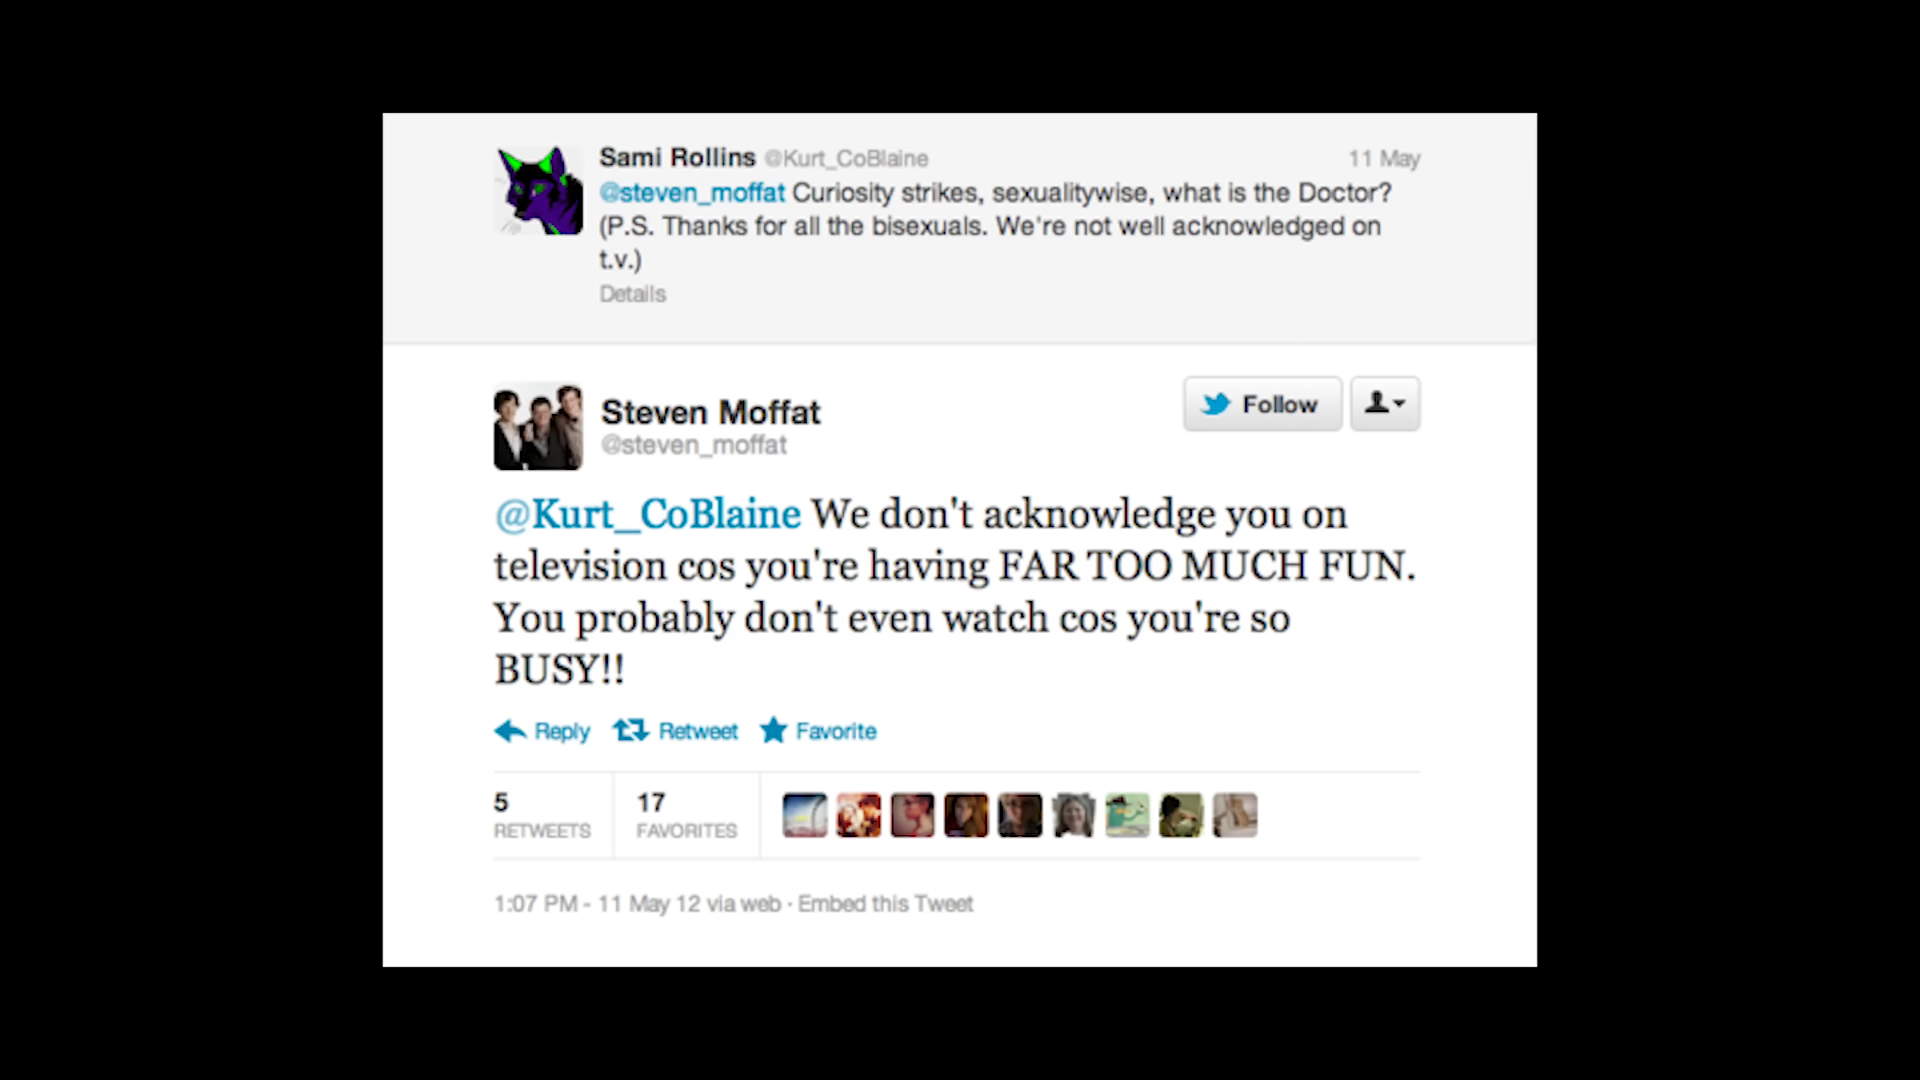 Sami Rollins @Kurt_CoBlaine 11 May
@steven_moffat Curiosity strikes, sexualitywise, what is the Doctor?
(P.S. Thanks for all the bisexuals. We're not well acknowledged on
t.v.)
Details
Steven Moffat
@steven_moffat
Follow
@Kurt_CoBlaine We don't acknowledge you on
television cos you're having FAR TOO MUCH FUN.
You probably don't even watch cos you're so
BUSY!!
Reply Retweet Favorite
5 17
RETWEETS FAVORITES
1:07 PM - 11 May 12 via web · Embed this Tweet